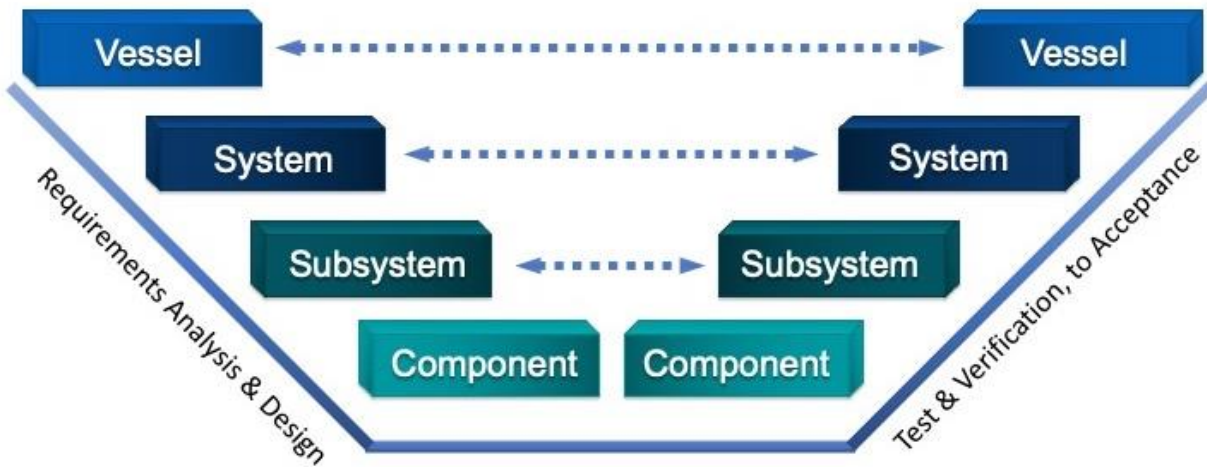 Vessel
Vessel
System
System
Subsystem
Subsystem
Component
Component
Requirements Analysis & Design
Test & Verification, to Acceptance